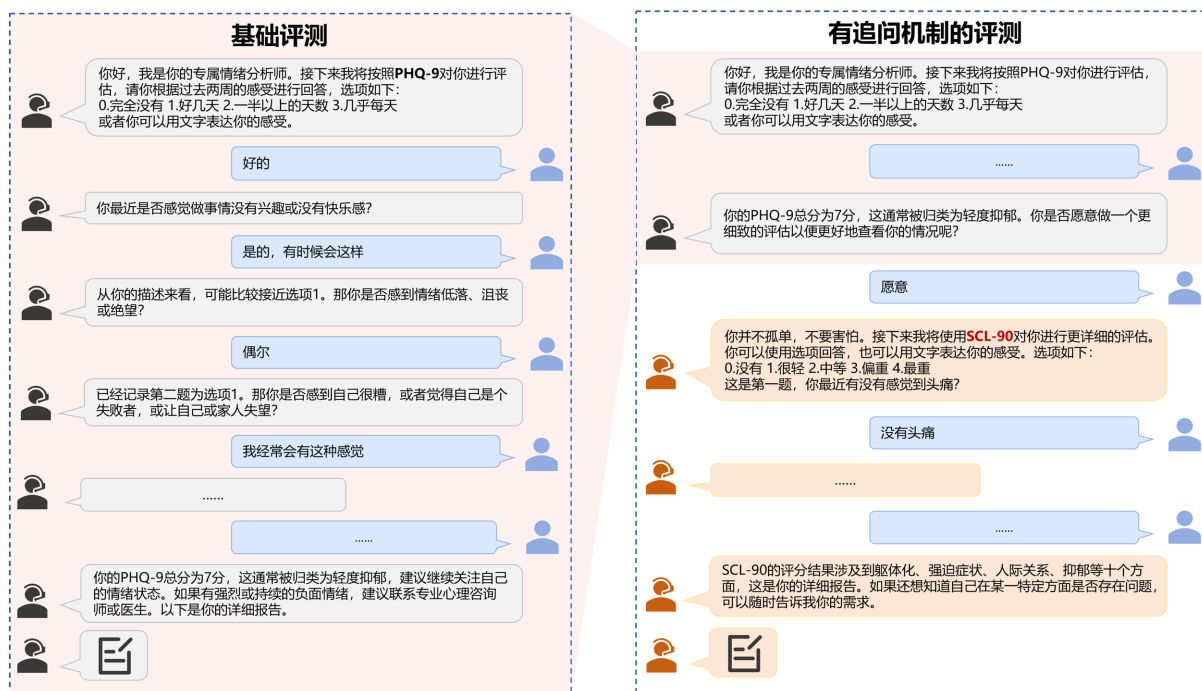 基础评测
你好，我是你的专属情绪分析师。接下来我将按照PHQ-9对你进行评
估，请你根据过去两周的感受进行回答，选项如下：
0.完全没有 1.好几天 2.一半以上的天数 3.几乎每天
或者你可以用文字表达你的感受。
好的
你最近是否感觉做事情没有兴趣或没有快乐感？
是的，有时候会这样
从你的描述来看，可能比较接近选项1。那你是否感到情绪低落、沮丧
或绝望？
偶尔
已经记录第二题为选项1。那你是否感到自己很糟，或者觉得自己是个
失败者，或让自己或家人失望？
我经常会有这种感觉
......
......
你的PHQ-9总分为7分，这通常被归类为轻度抑郁，建议继续关注自己
的情绪状态。如果有强烈或持续的负面情绪，建议联系专业心理咨询
师或医生。以下是你的详细报告。
有追问机制的评测
你好，我是你的专属情绪分析师。接下来我将按照PHQ-9对你进行评估，
请你根据过去两周的感受进行回答，选项如下：
0.完全没有 1.好几天 2.一半以上的天数 3.几乎每天
或者你可以用文字表达你的感受。
......
你的PHQ-9总分为7分，这通常被归类为轻度抑郁。你是否愿意做一个更
细致的评估以便更好地查看你的情况呢？
愿意
你并不孤单，不要害怕。接下来我将使用SCL-90对你进行更详细的评估。
你可以使用选项回答，也可以用文字表达你的感受。选项如下：
0.没有 1.很轻 2.中等 3.偏重 4.最重
这是第一题，你最近有没有感觉到头痛？
没有头痛
......
......
SCL-90的评分结果涉及到躯体化、强迫症状、人际关系、抑郁等十个方
面，这是你的详细报告。如果还想知道自己在某一特定方面是否存在问题，
可以随时告诉我你的需求。